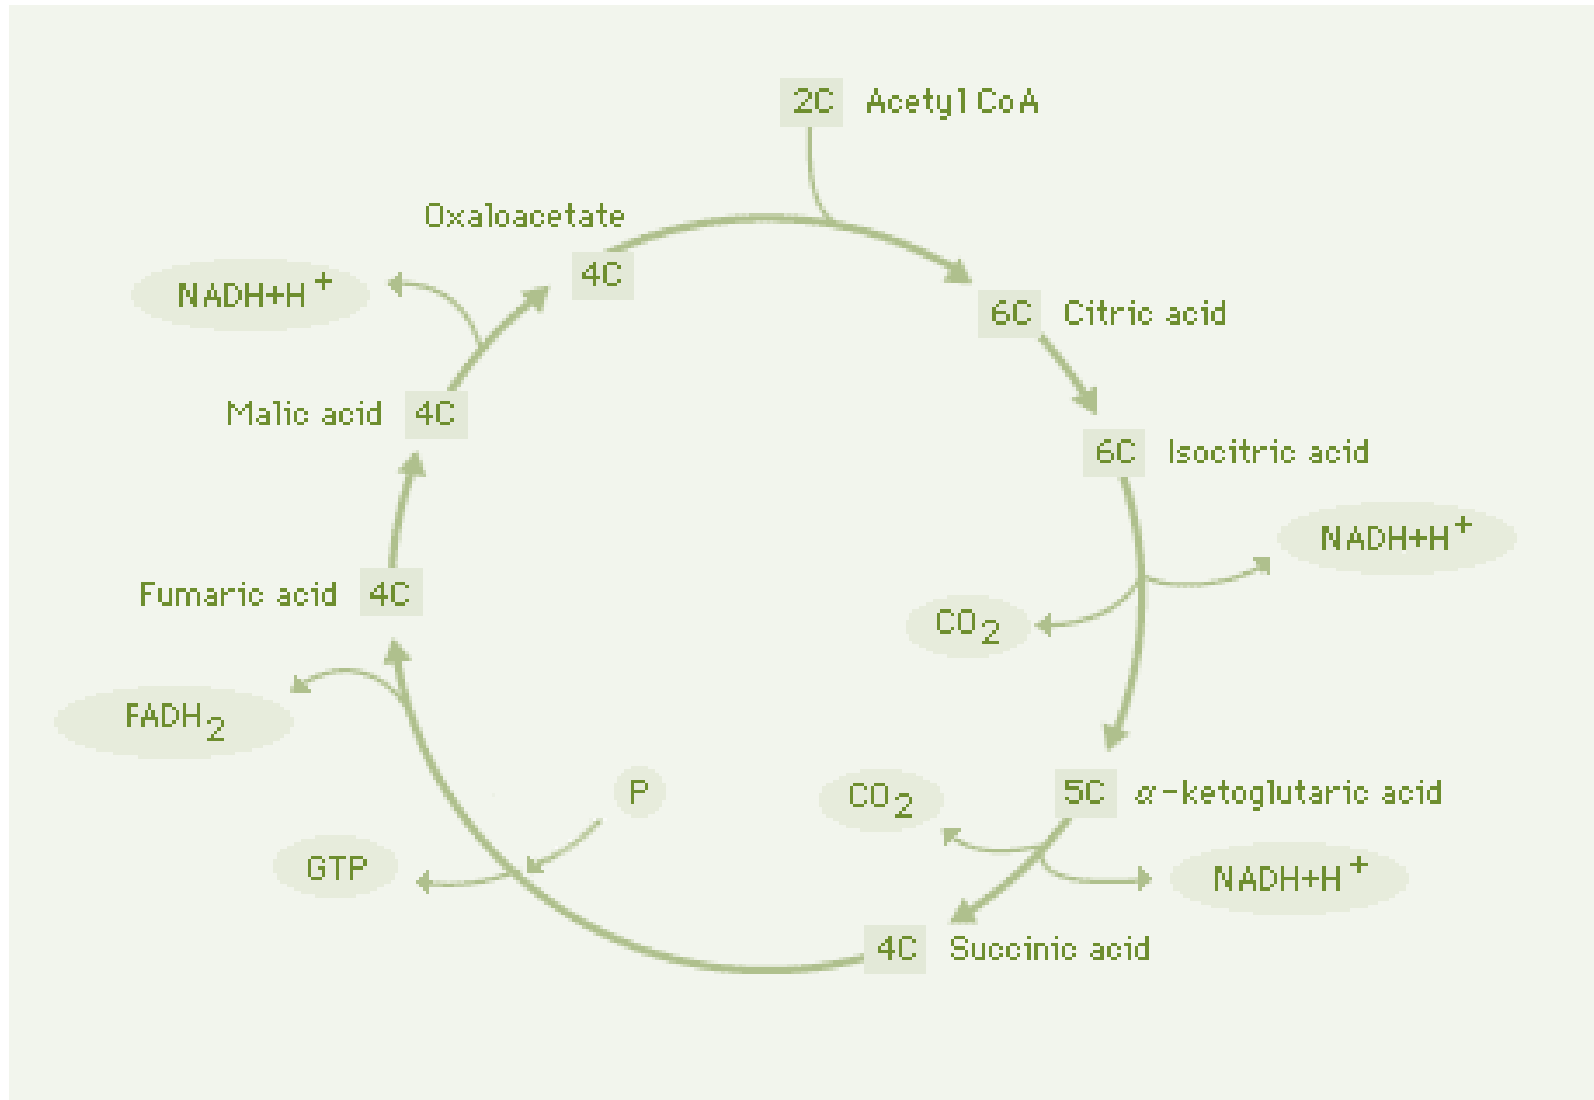 2C Acetyl CoA
Oxaloacetate
4C
NADH+H+
6C Citric acid
Malic acid 4C
6C Isocitric acid
NADH+H+
Fumaric acid 4C
CO2
FADH2
P
CO2
5C α-ketoglutaric acid
GTP
NADH+H+
4C Succinic acid